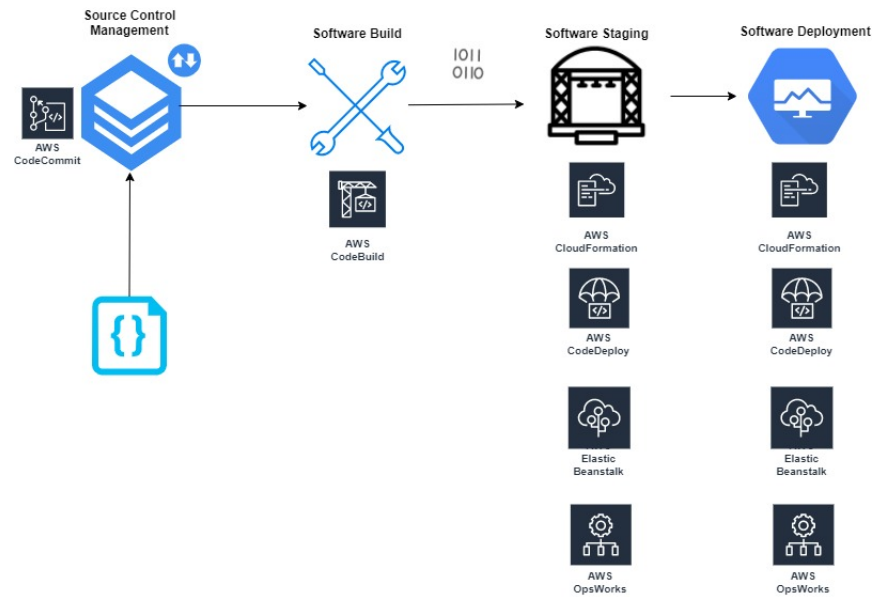 Source Control
Management
Software Build
Software Staging
Software Deployment
1011
0110
AWS
CodeCommit
AWS
CodeBuild
AWS
CloudFormation
AWS
CloudFormation
AWS
CodeDeploy
AWS
CodeDeploy
Elastic
Beanstalk
Elastic
Beanstalk
AWS
OpsWorks
AWS
OpsWorks